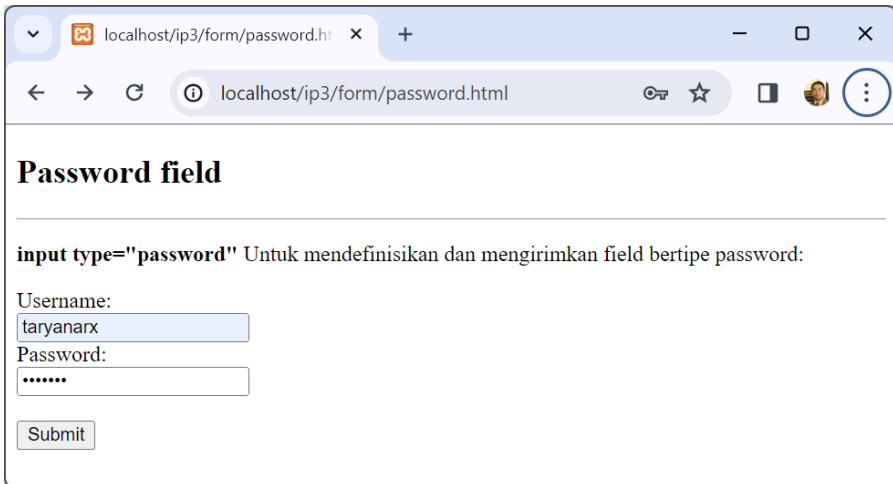 localhost/ip3/form/password.ht
localhost/ip3/form/password.html
Password field
input type="password" Untuk mendefinisikan dan mengirimkan field bertipe password:
Username:
taryanarx
Password:
•••••••
Submit